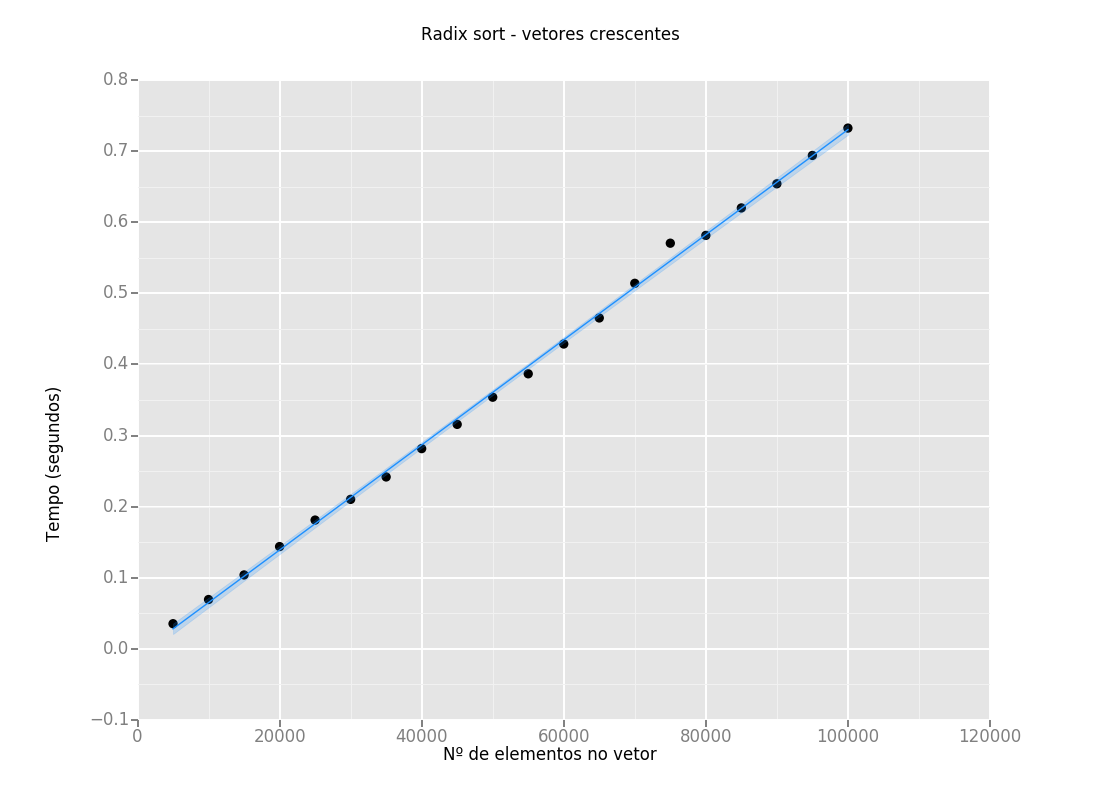 Radix sort - vetores crescentes
0.8
0.7
0.6
0.5
0.4
0.3
0.2
0.1
0.0
−0.1
Tempo (segundos)
0 20000 40000 60000 80000 100000 120000
Nº de elementos no vetor